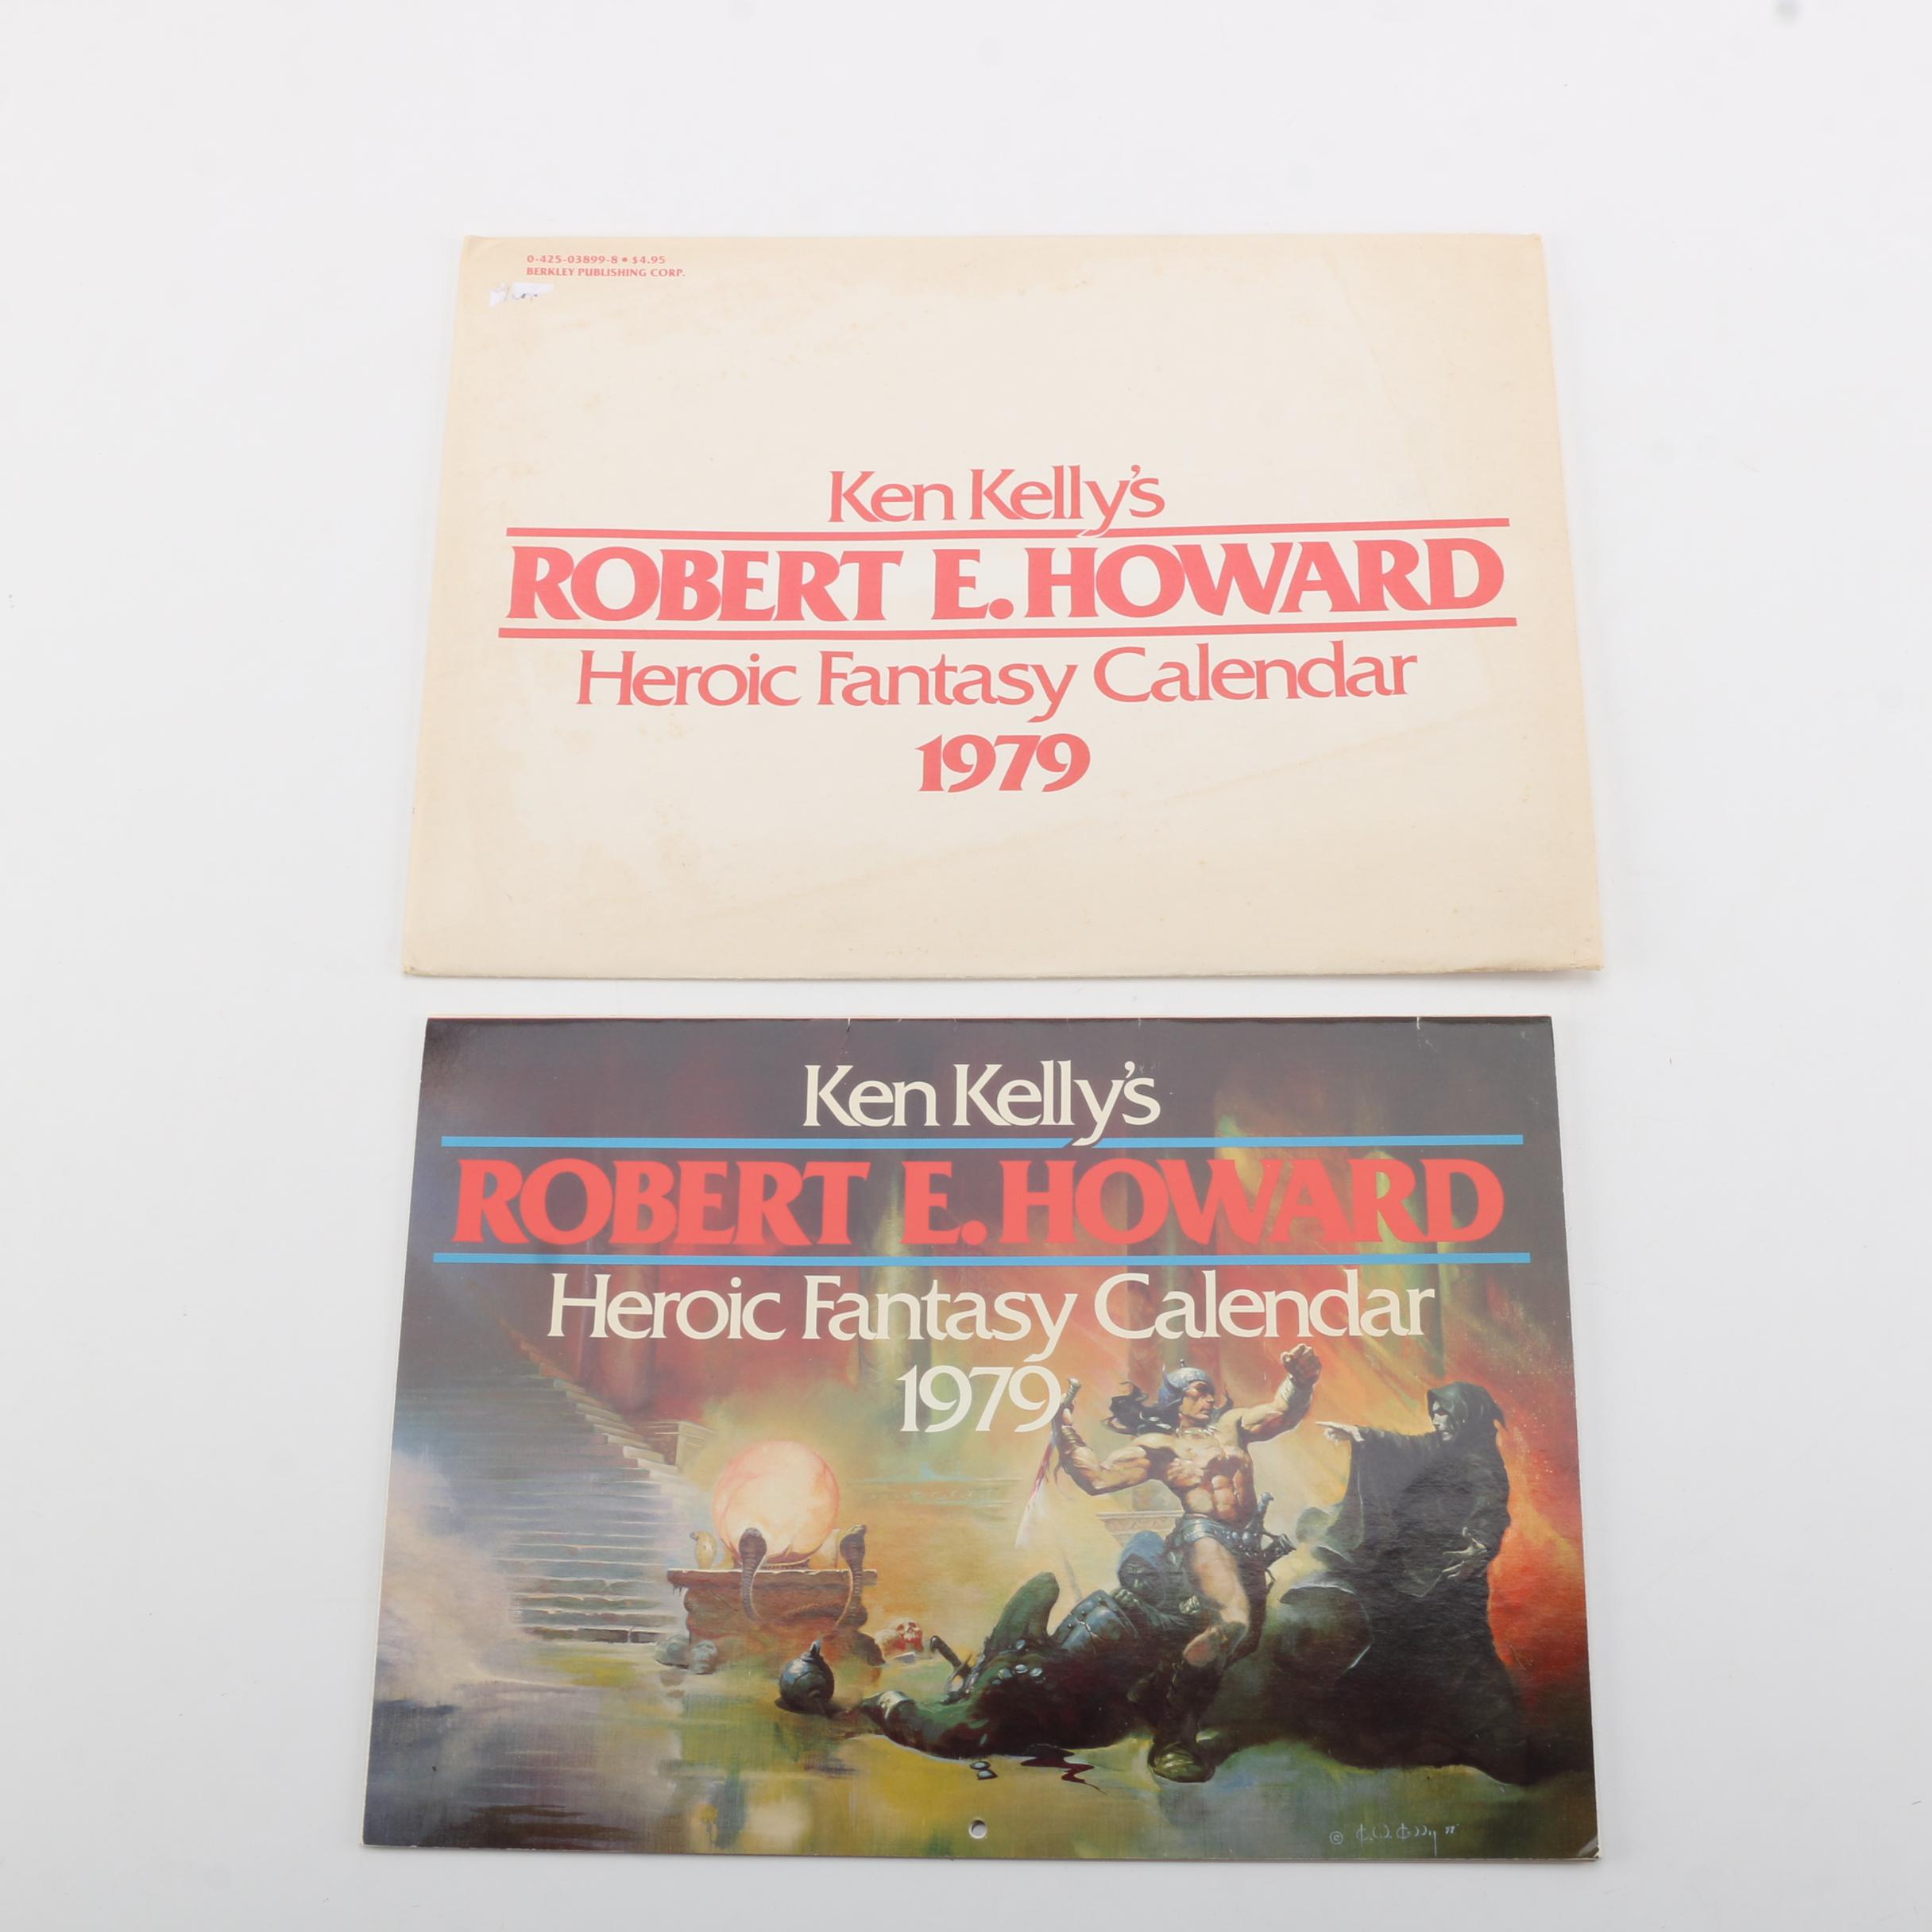 0-425-03899-8 • $4.95
BERKLEY PUBLISHING CORP.
Ken Kelly's
ROBERT E. HOWARD
Heroic Fantasy Calendar
1979
Ken Kelly's
ROBERT E. HOWARD
Heroic Fantasy Calendar
1979